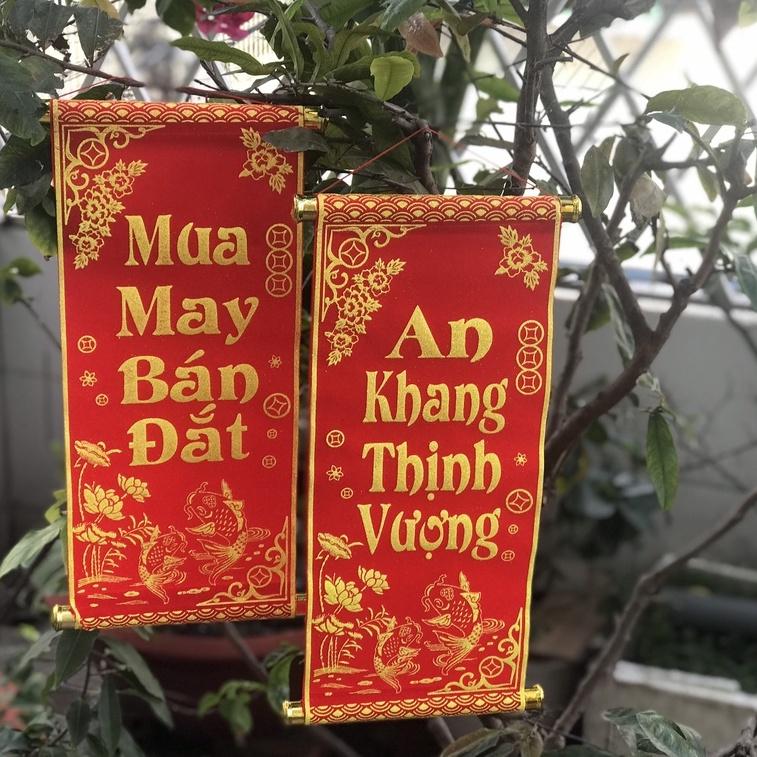 Mua
May
Bán
Đắt
An
Khang
Thịnh
Vượng